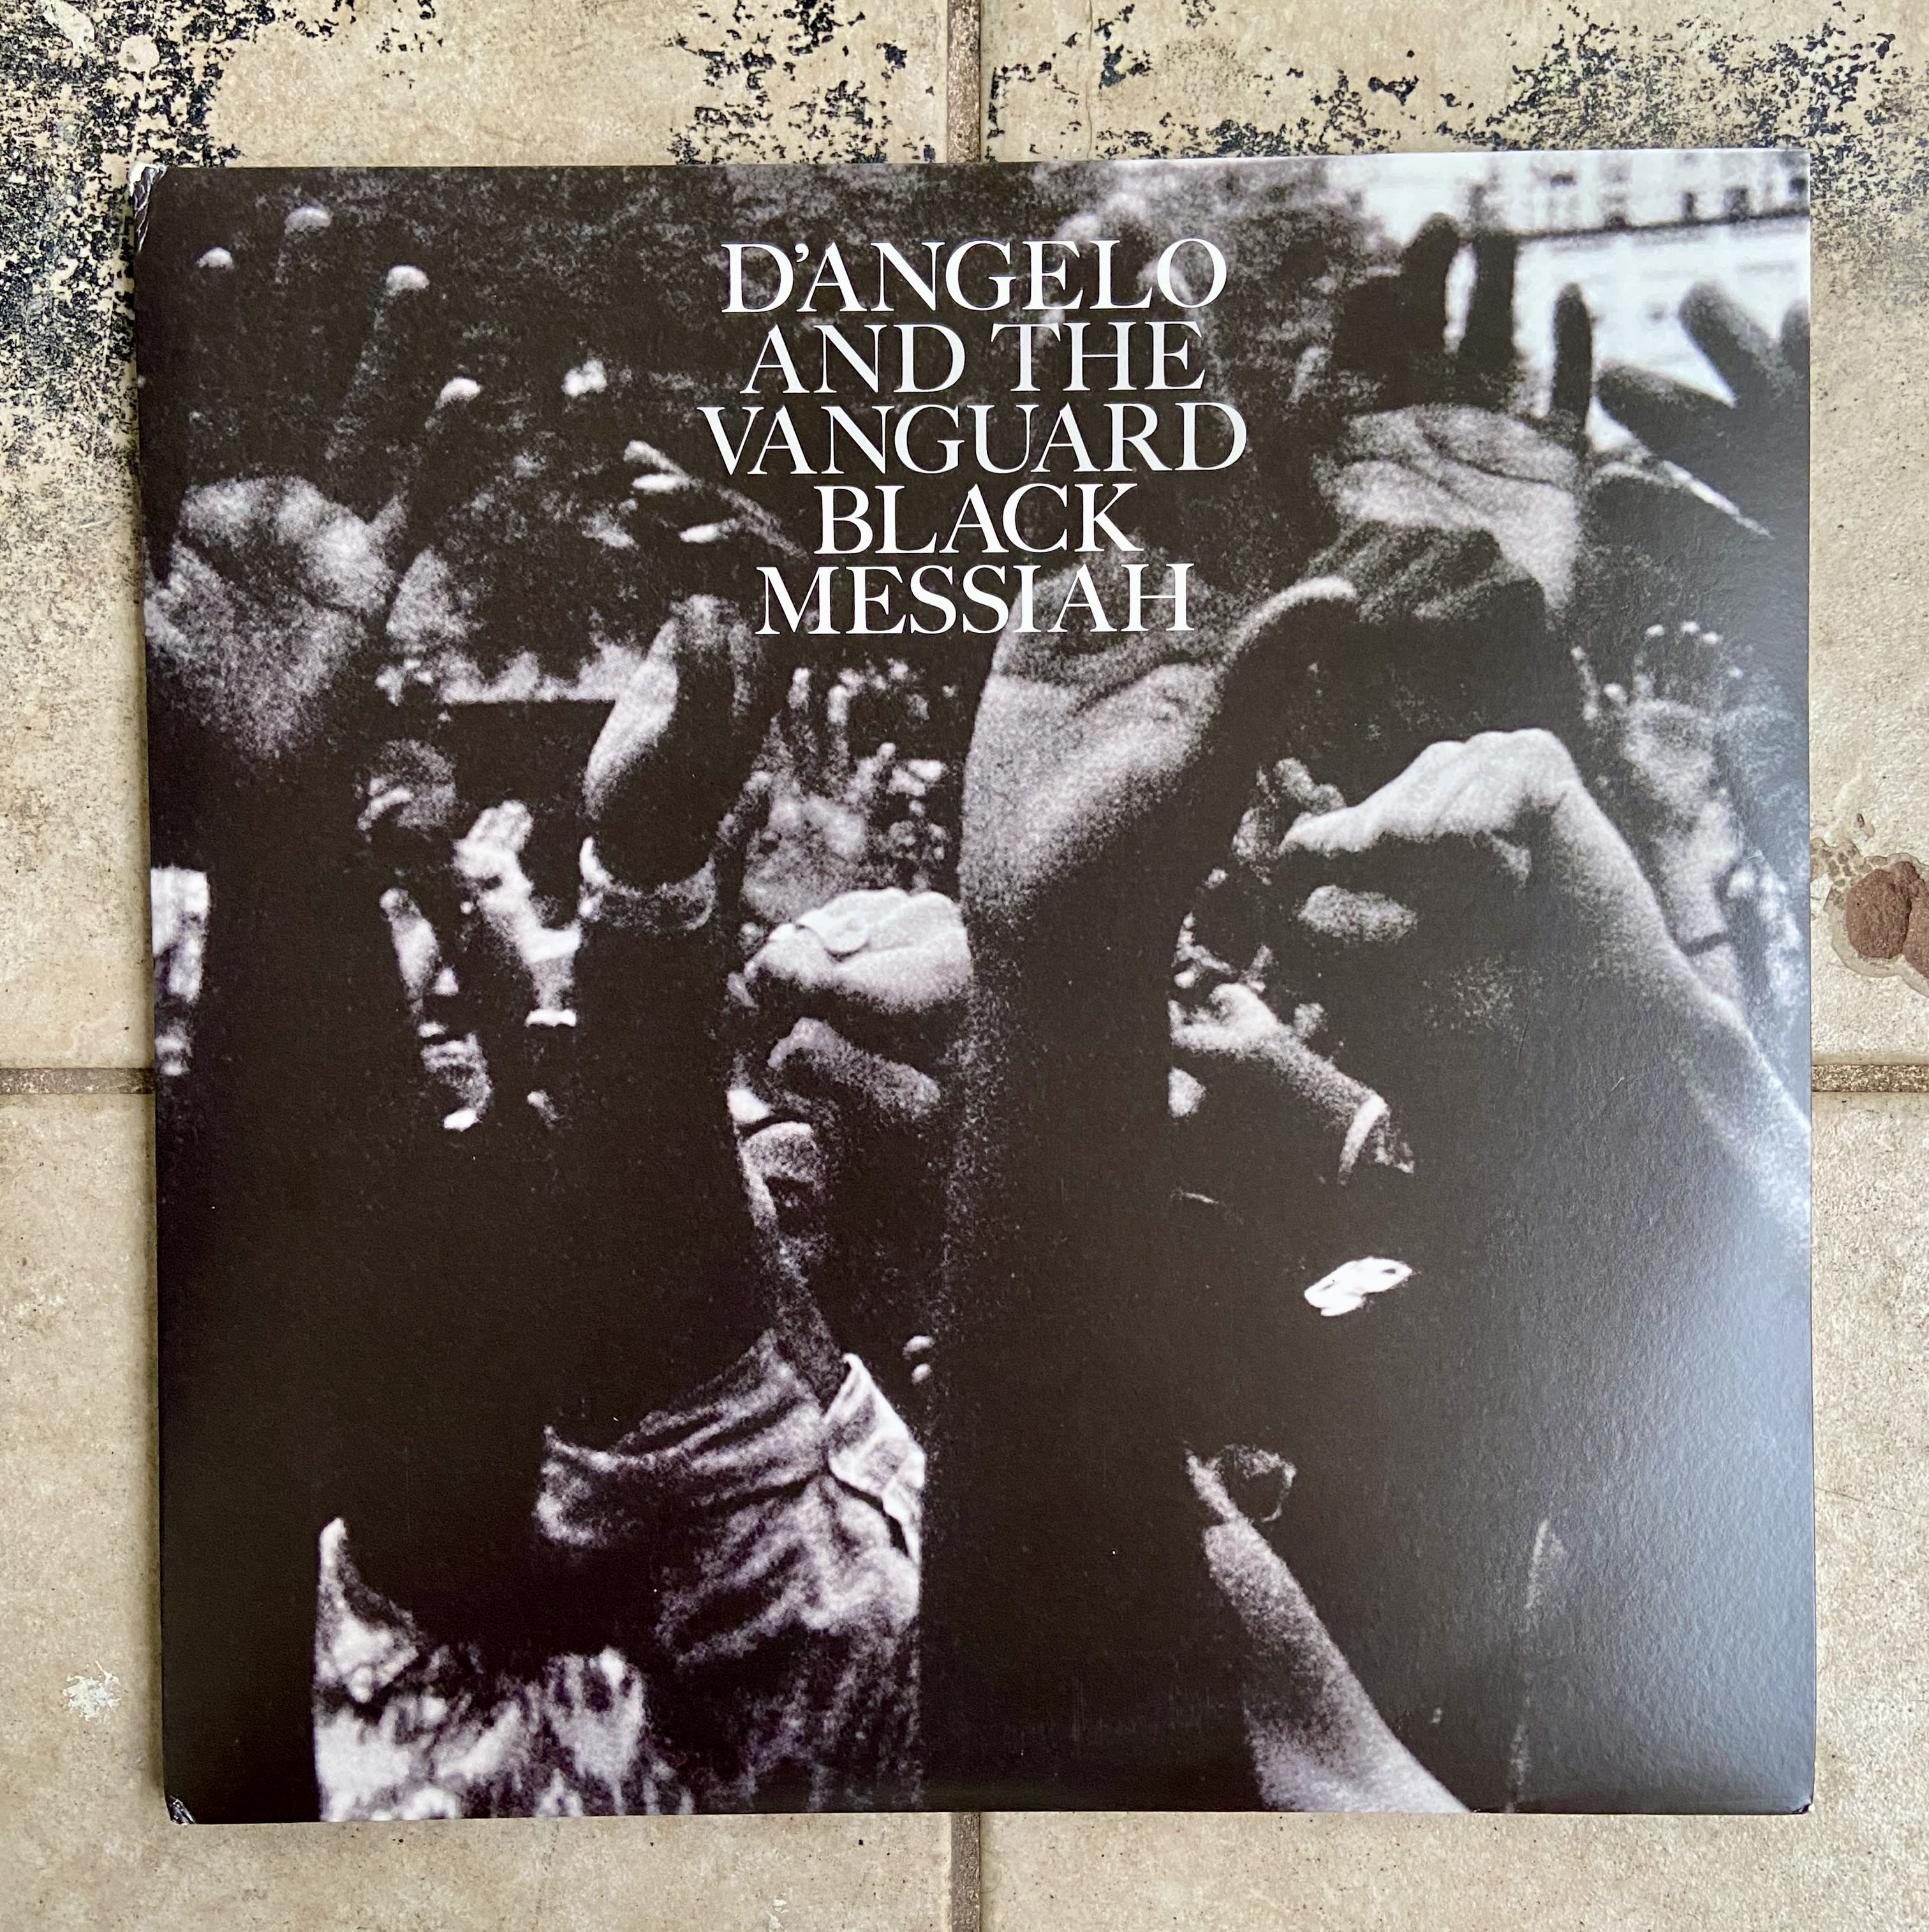 D'ANGELO
AND THE
VANGUARD
BLACK
MESSIAH